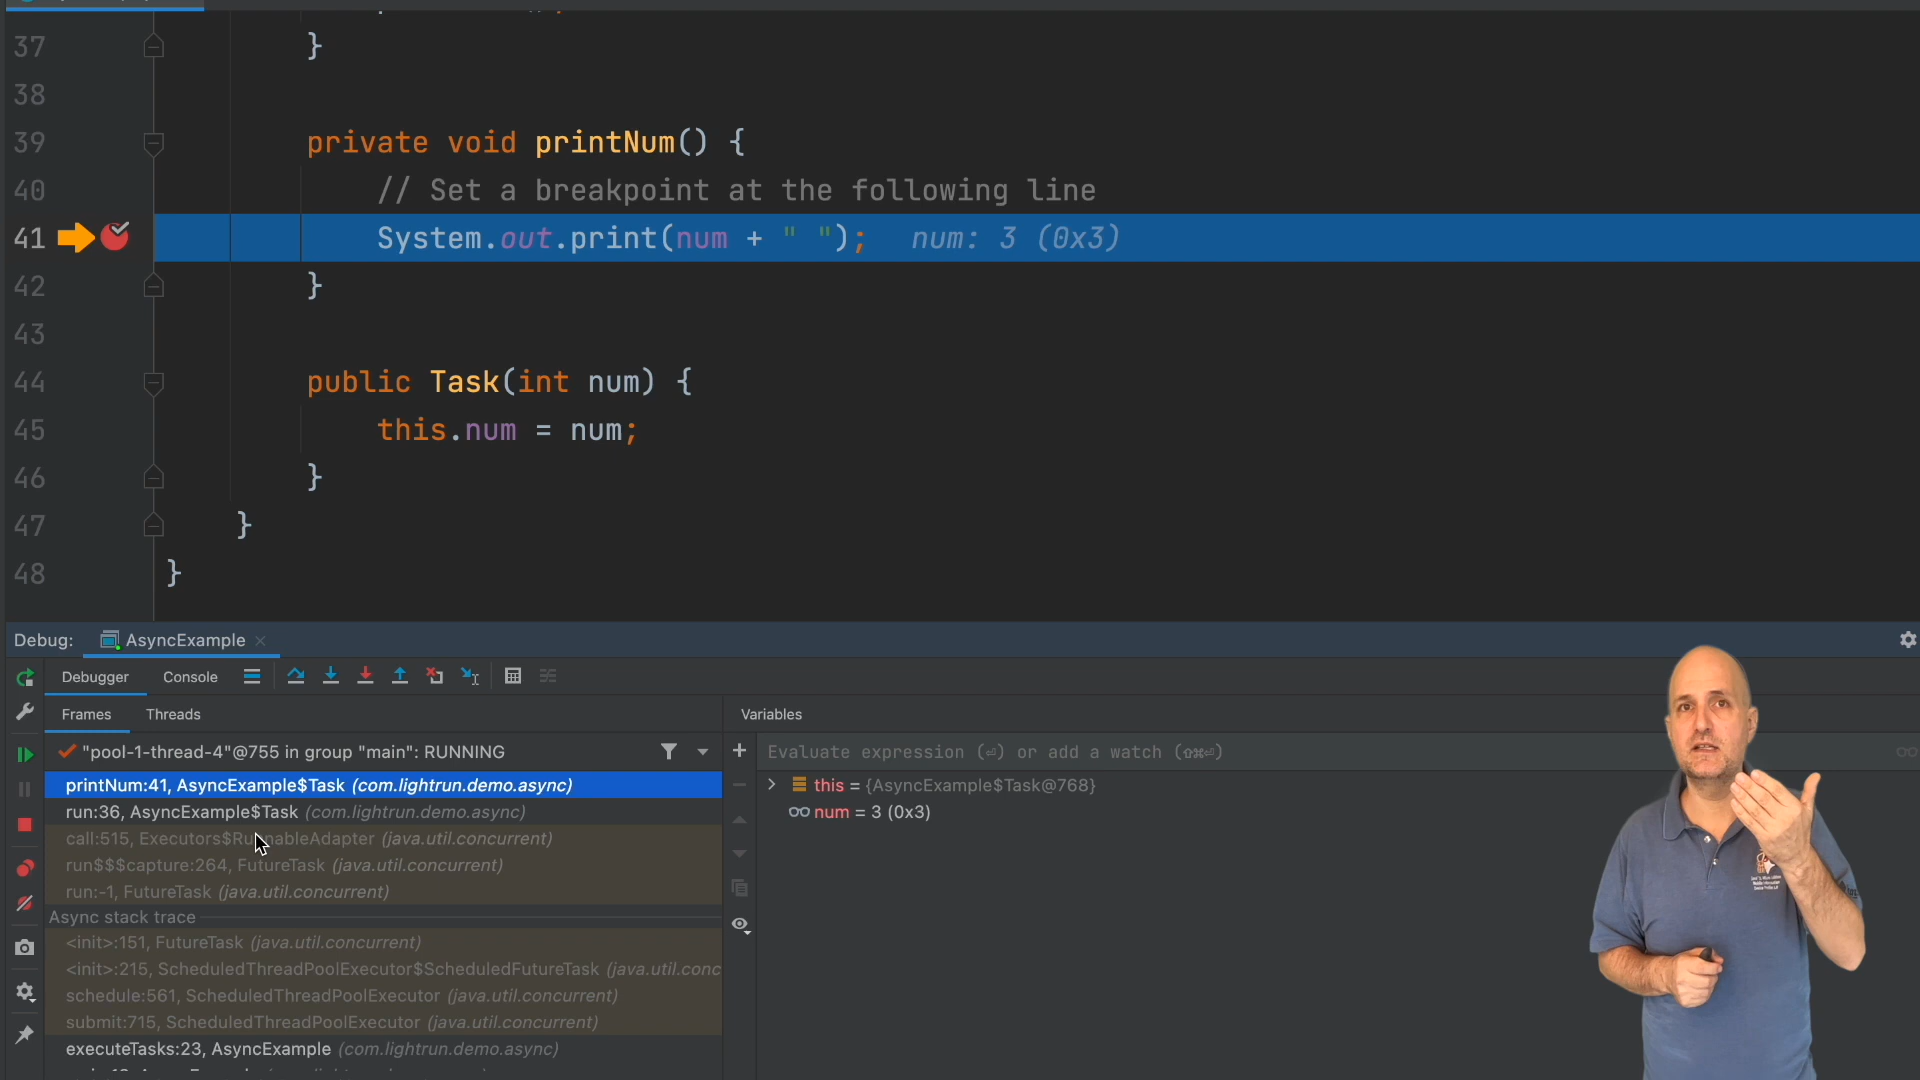 37 }
38
39 private void printNum() {
40 // Set a breakpoint at the following line
41 System.out.print(num + " "); num: 3 (0x3)
42 }
43
44 public Task(int num) {
45 this.num = num;
46 }
47 }
48 }
Debug: AsyncExample
Debugger Console
Frames Threads
Variables
"pool-1-thread-4"@755 in group "main": RUNNING
Evaluate expression (⏎) or add a watch (⇧⌘⏎)
printNum:41, AsyncExample$Task (com.lightrun.demo.async)
this = {AsyncExample$Task@768}
run:36, AsyncExample$Task (com.lightrun.demo.async)
num = 3 (0x3)
call:515, Executors$RunnableAdapter (java.util.concurrent)
run$$$capture:264, FutureTask (java.util.concurrent)
run:-1, FutureTask (java.util.concurrent)
Async stack trace
<init>:151, FutureTask (java.util.concurrent)
<init>:215, ScheduledThreadPoolExecutor$ScheduledFutureTask (java.util.conc
schedule:561, ScheduledThreadPoolExecutor (java.util.concurrent)
submit:715, ScheduledThreadPoolExecutor (java.util.concurrent)
executeTasks:23, AsyncExample (com.lightrun.demo.async)